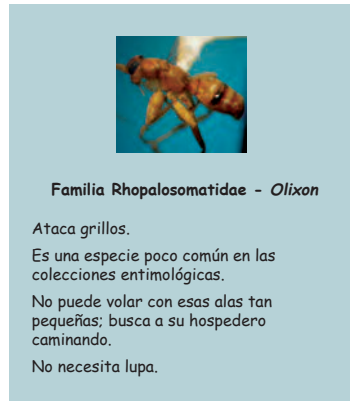 Familia Rhopalosomatidae - Olixon
Ataca grillos.
Es una especie poco común en las
colecciones entimológicas.
No puede volar con esas alas tan
pequeñas; busca a su hospedero
caminando.
No necesita lupa.